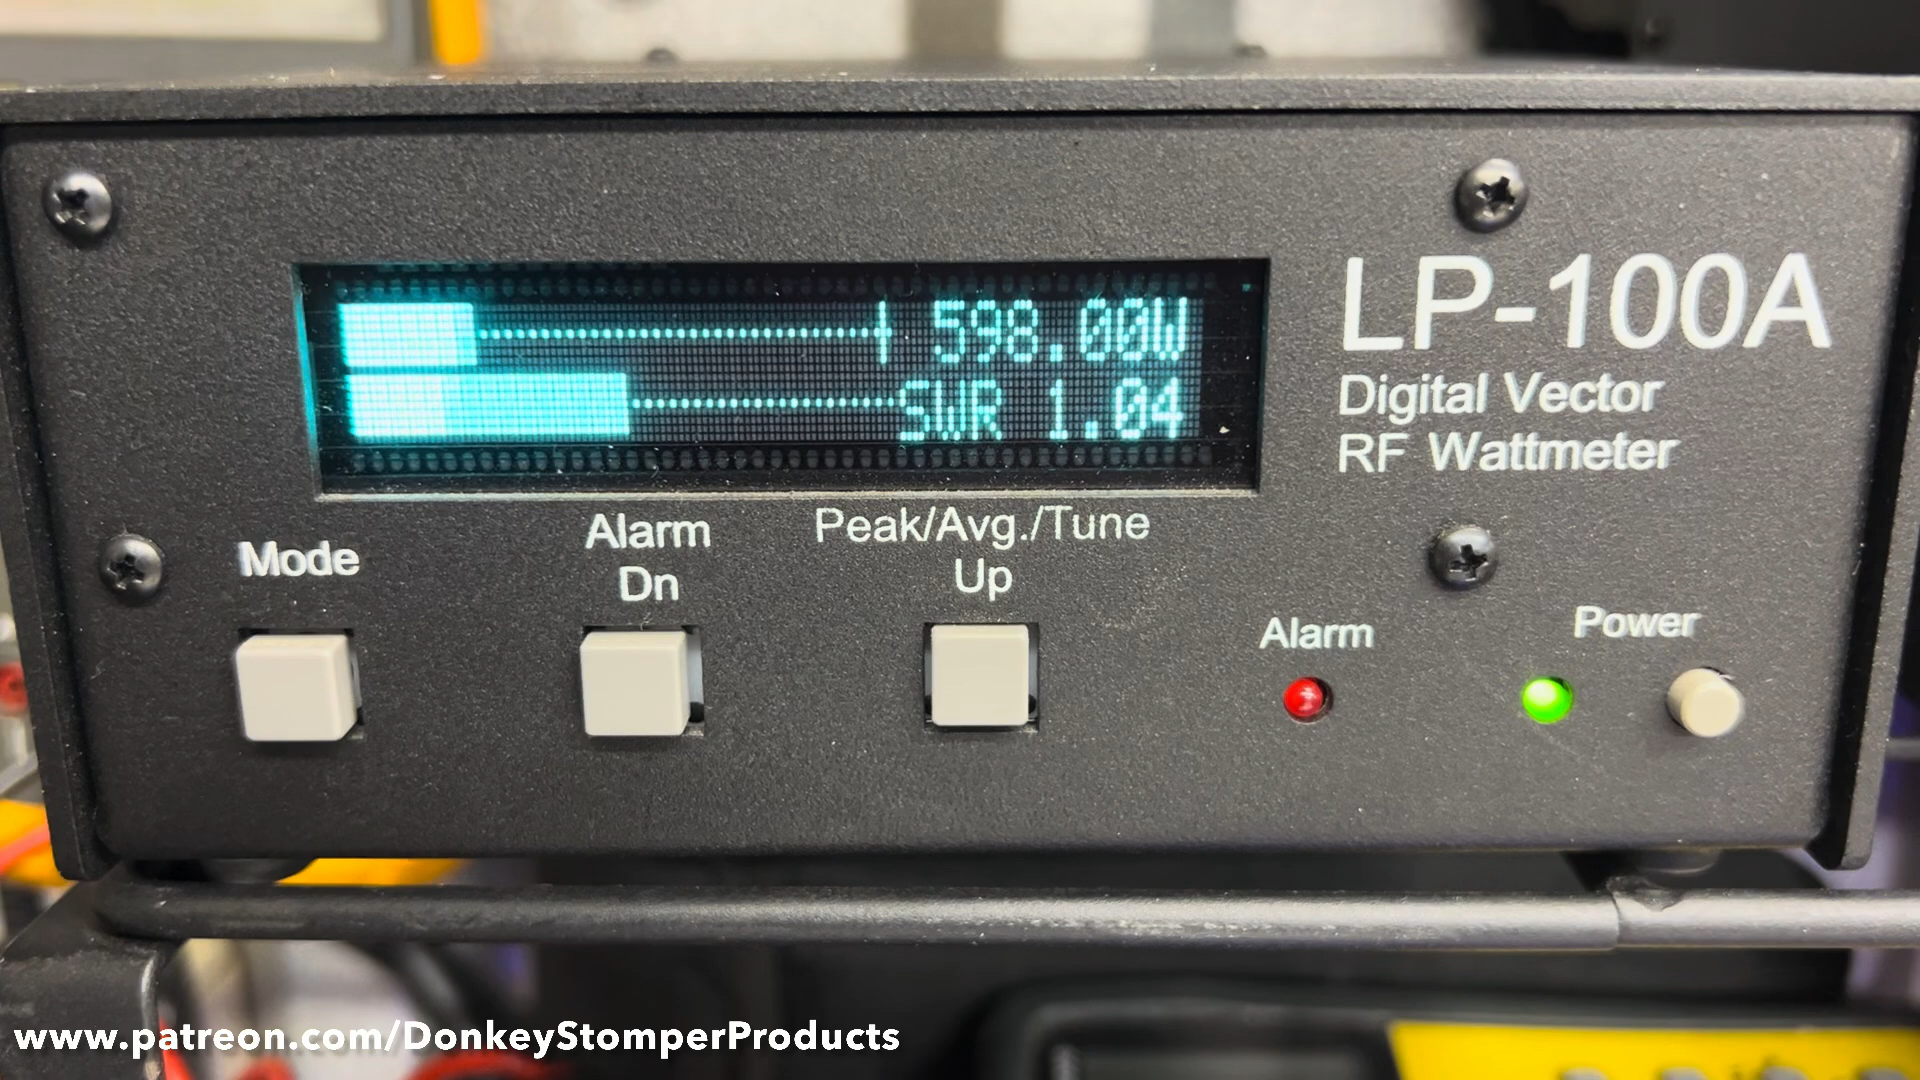 598.00W
SWR 1.04
LP-100A
Digital Vector
RF Wattmeter
Mode
Alarm
Dn
Peak/Avg./Tune
Up
Alarm
Power
www.patreon.com/DonkeyStomperProducts